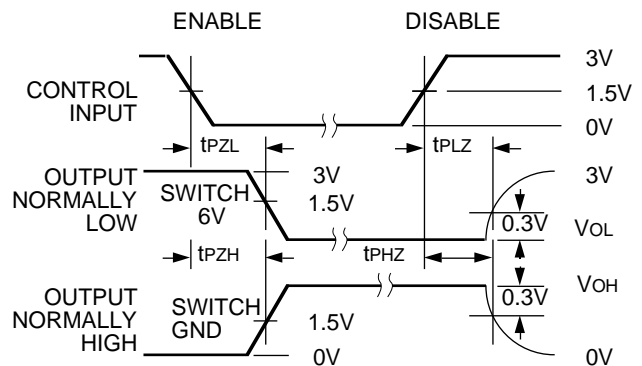 ENABLE DISABLE
3V
CONTROL INPUT
1.5V
0V
tPZL tPLZ
OUTPUT NORMALLY LOW
SWITCH 6V
3V
1.5V
3V
0.3V
VOL
tPZH tPHZ
OUTPUT NORMALLY HIGH
SWITCH GND
1.5V
0V
VOH
0.3V
0V